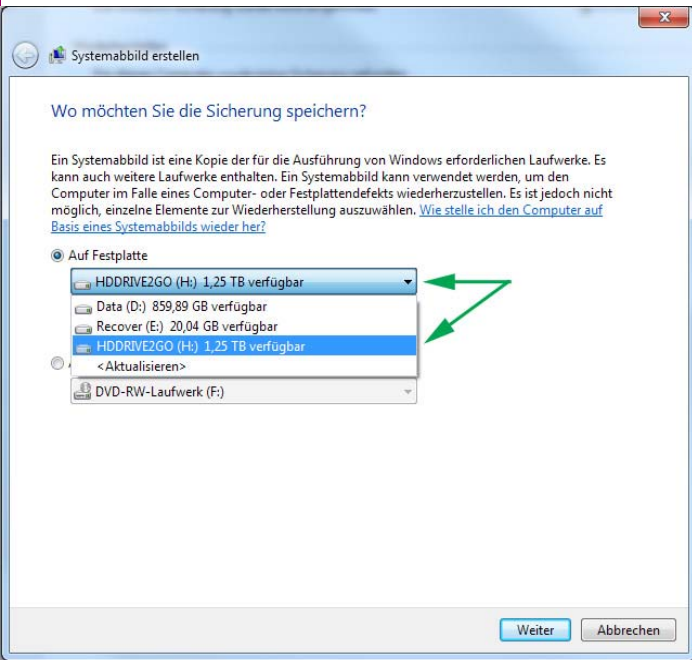 Systemabbild erstellen
Wo möchten Sie die Sicherung speichern?
Ein Systemabbild ist eine Kopie der für die Ausführung von Windows erforderlichen Laufwerke. Es
kann auch weitere Laufwerke enthalten. Ein Systemabbild kann verwendet werden, um den
Computer im Falle eines Computer- oder Festplattendefekts wiederherzustellen. Es ist jedoch nicht
möglich, einzelne Elemente zur Wiederherstellung auszuwählen. Wie stelle ich den Computer auf
Basis eines Systemabbilds wieder her?
Auf Festplatte
HDDRIVE2GO (H:) 1,25 TB verfügbar
Data (D:) 859,89 GB verfügbar
Recover (E:) 20,04 GB verfügbar
HDDRIVE2GO (H:) 1,25 TB verfügbar
<Aktualisieren>
DVD-RW-Laufwerk (F:)
Weiter Abbrechen